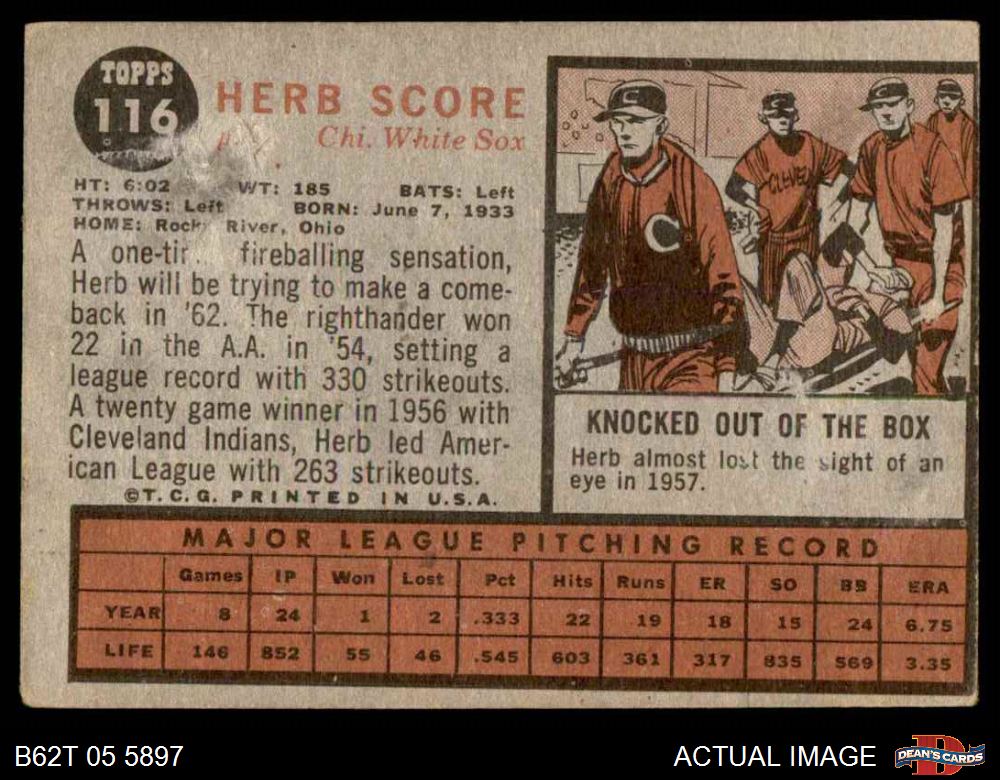 TOPPS
116
HERB SCORE
Chi. White Sox
HT: 6:02 WT: 185 BATS: Left
THROWS: Left BORN: June 7, 1933
HOME: Rock River, Ohio
A one-tir fireballing sensation,
Herb will be trying to make a come-
back in '62. The righthander won
22 in the A.A. in '54, setting a
league record with 330 strikeouts.
A twenty game winner in 1956 with
Cleveland Indians, Herb led Amer-
ican League with 263 strikeouts.
©T.C.G. PRINTED IN U.S.A.
C
C
C
C
CLEVEL
KNOCKED OUT OF THE BOX
Herb almost lost the sight of an
eye in 1957.
MAJOR LEAGUE PITCHING RECORD
Games IP Won Lost Pct Hits Runs ER SO BB ERA
YEAR 8 24 1 2 .333 22 19 18 15 24 6.75
LIFE 146 852 55 46 .545 603 361 317 835 569 3.35
B62T 05 5897
ACTUAL IMAGE
D
DEAN'S CARDS